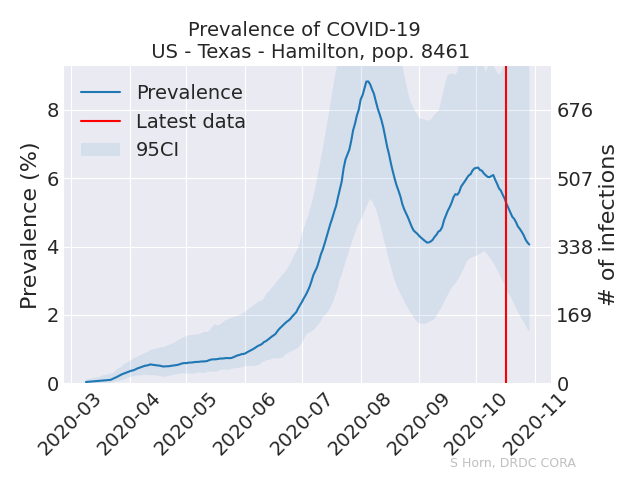 Prevalence of COVID-19
US - Texas - Hamilton, pop. 8461
Prevalence
Latest data
95CI
Prevalence (%)
8
6
4
2
0
676
507
338
169
0
# of infections
2020-03
2020-04
2020-05
2020-06
2020-07
2020-08
2020-09
2020-10
2020-11
S Horn, DRDC CORA